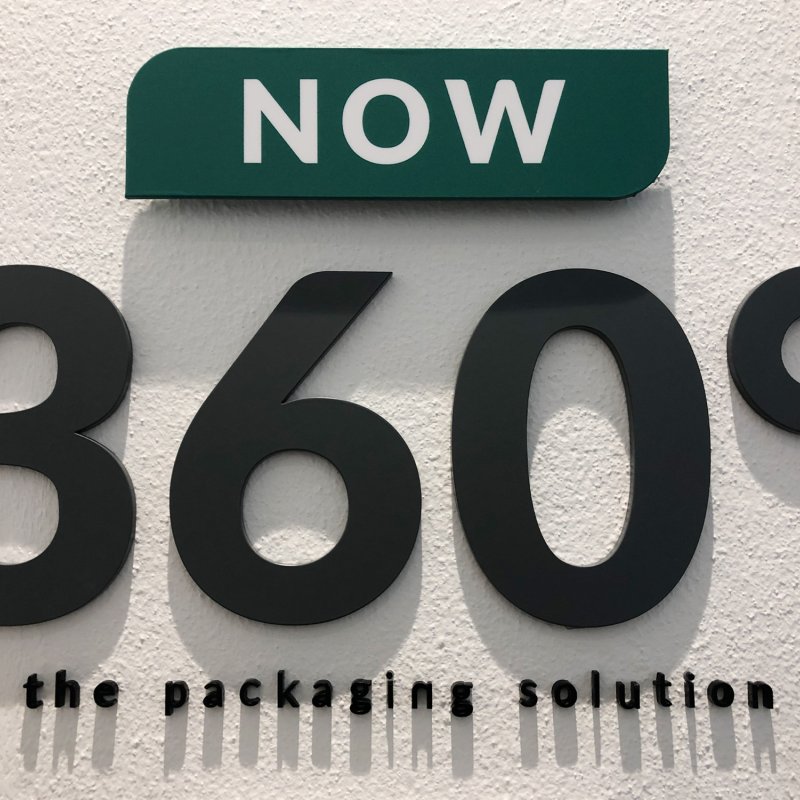 NOW
360°
the packaging solution